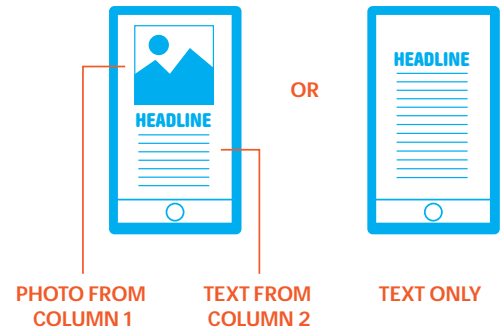 HEADLINE
OR
HEADLINE
PHOTO FROM
COLUMN 1
TEXT FROM
COLUMN 2
TEXT ONLY